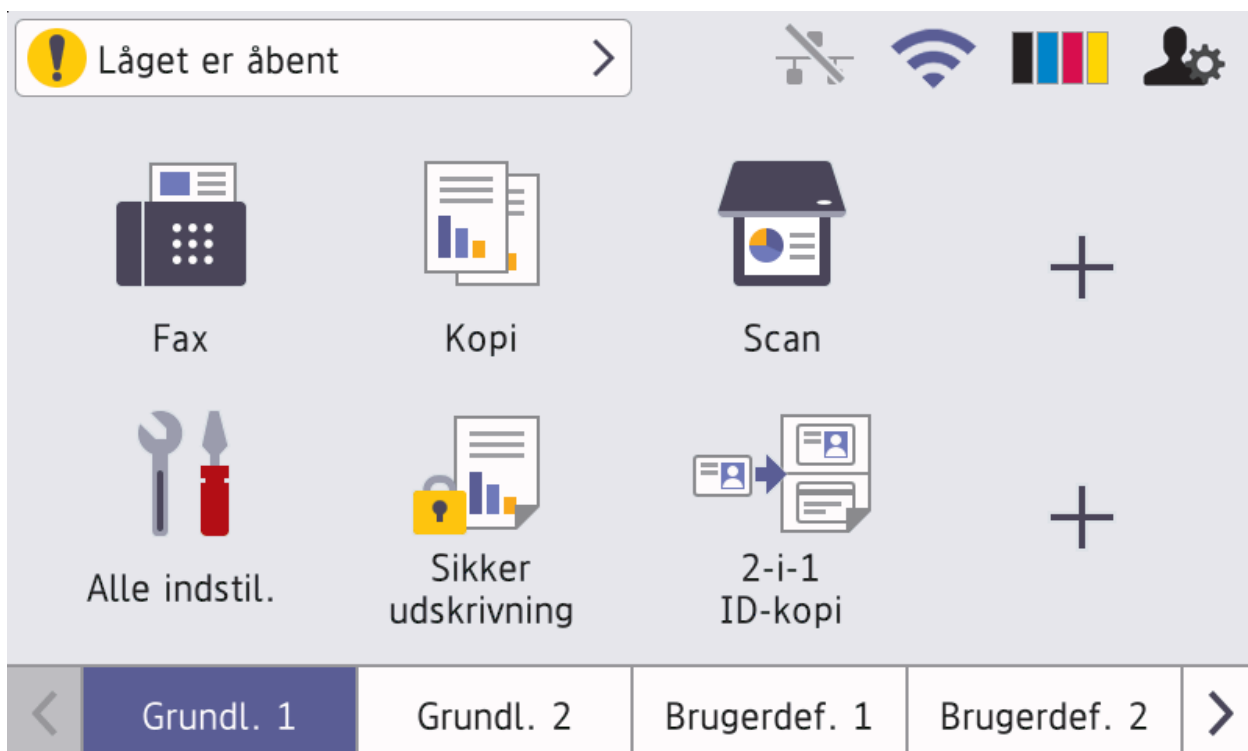 Låget er åbent
Fax
Kopi
Scan
Alle indstil.
Sikker
udskrivning
2-i-1
ID-kopi
Grundl. 1
Grundl. 2
Brugerdef. 1
Brugerdef. 2